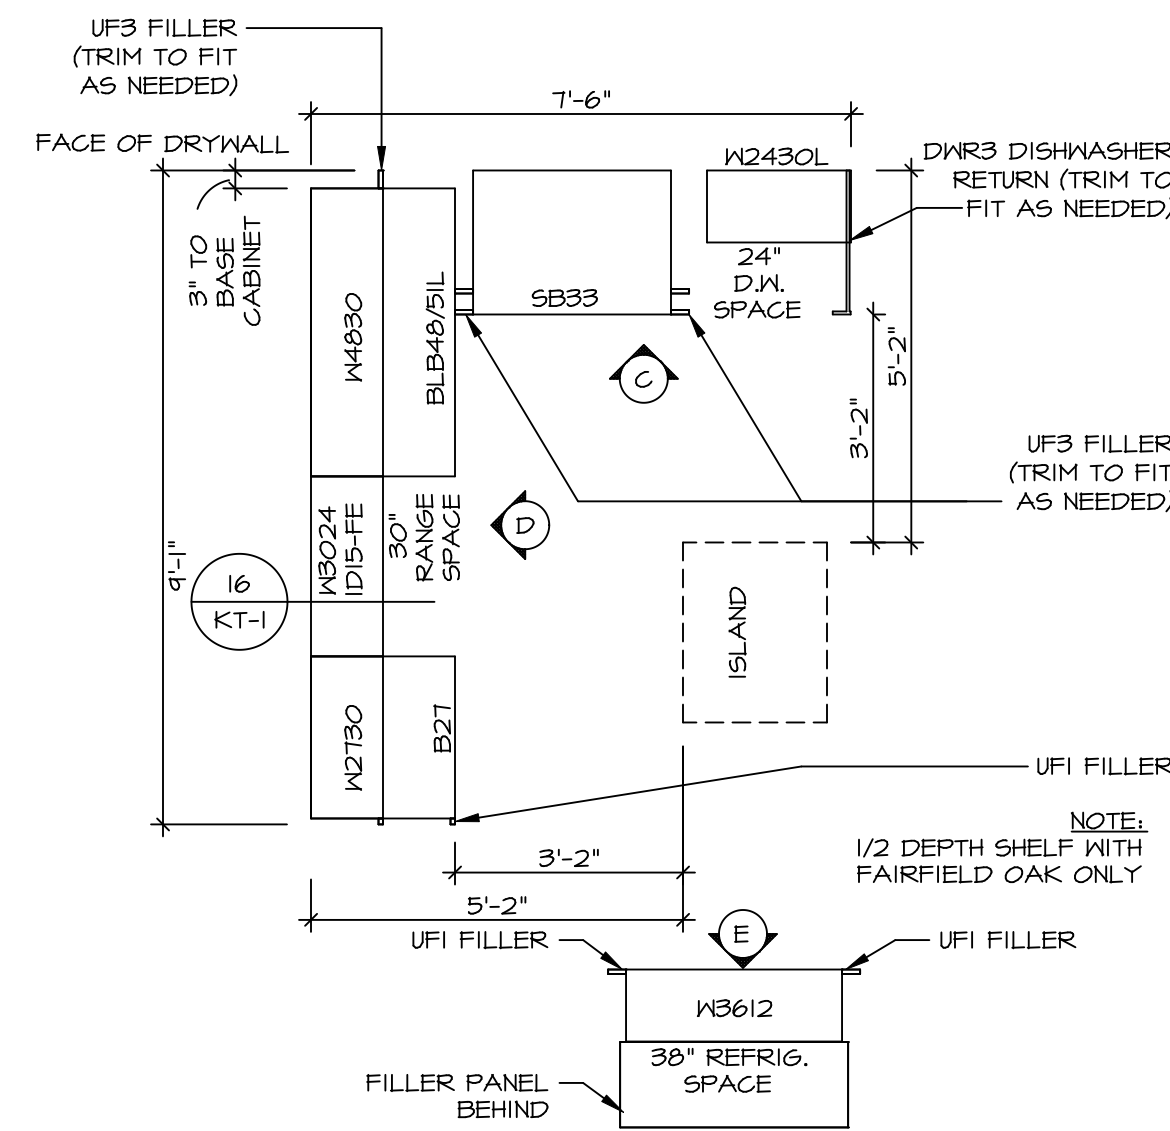 UF3 FILLER
(TRIM TO FIT
AS NEEDED)
7'-6"
FACE OF DRYWALL
W2430L
DWR3 DISHWASHER
RETURN (TRIM TO
FIT AS NEEDED)
3" TO
BASE
CABINET
24"
D.W.
SPACE
SB33
W4830
BLB48/51L
C
5'-2"
3'-2"
UF3 FILLER
(TRIM TO FIT
AS NEEDED)
D
W3024
1D15-FE
30"
RANGE
SPACE
9'-1"
16
KT-1
ISLAND
W2730
B27
UF1 FILLER
NOTE:
1/2 DEPTH SHELF WITH
FAIRFIELD OAK ONLY
3'-2"
5'-2"
UF1 FILLER
E
UF1 FILLER
W3612
38" REFRIG.
SPACE
FILLER PANEL
BEHIND